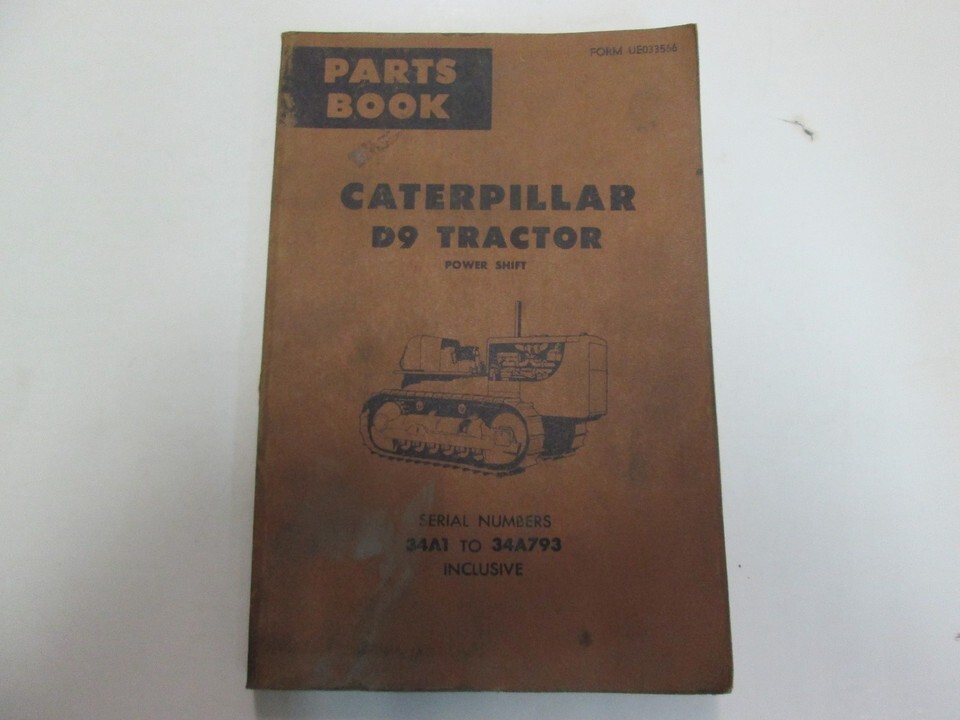 FORM UE033556
PARTS
BOOK
CATERPILLAR
D9 TRACTOR
POWER SHIFT
SERIAL NUMBERS
34A1 TO 34A793
INCLUSIVE